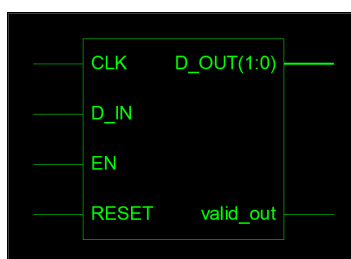 CLK D_OUT(1:0)
D_IN
EN
RESET valid_out